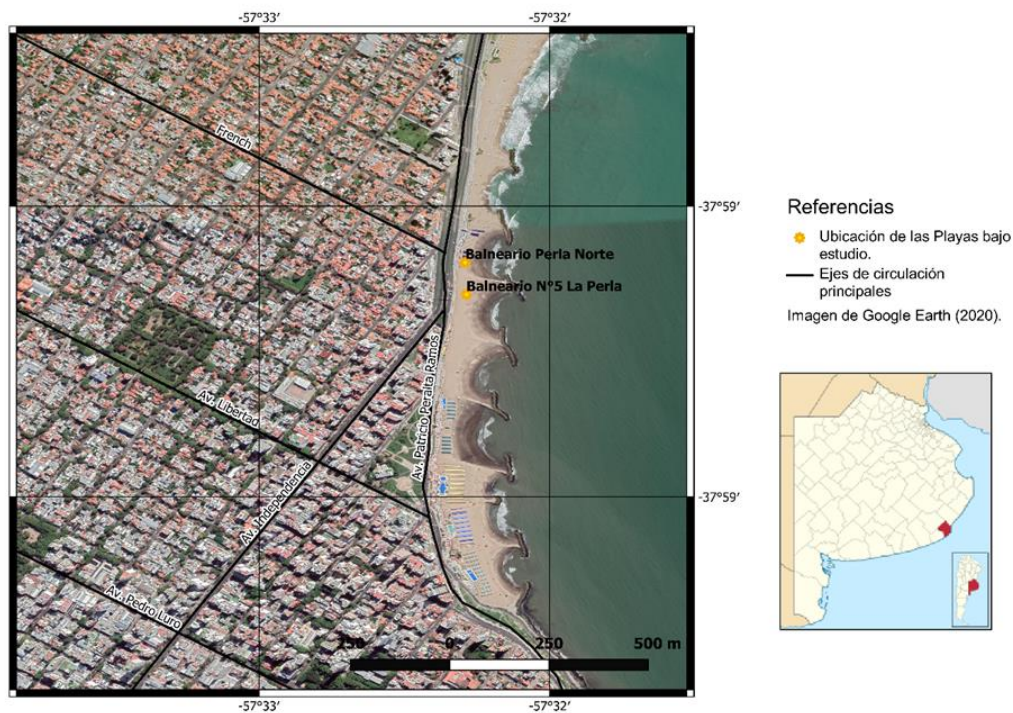 -57°33′
-57°32′
French
-37°59′
Balneario Perla Norte
Balneario N°5 La Perla
Av. Patricio Peralta Ramos
Av. Libertad
Av. Independencia
-37°59′
Av. Pedro Luro
250 0 250 500 m
-57°33′
-57°32′
Referencias
Ubicación de las Playas bajo
estudio.
Ejes de circulación
principales
Imagen de Google Earth (2020).